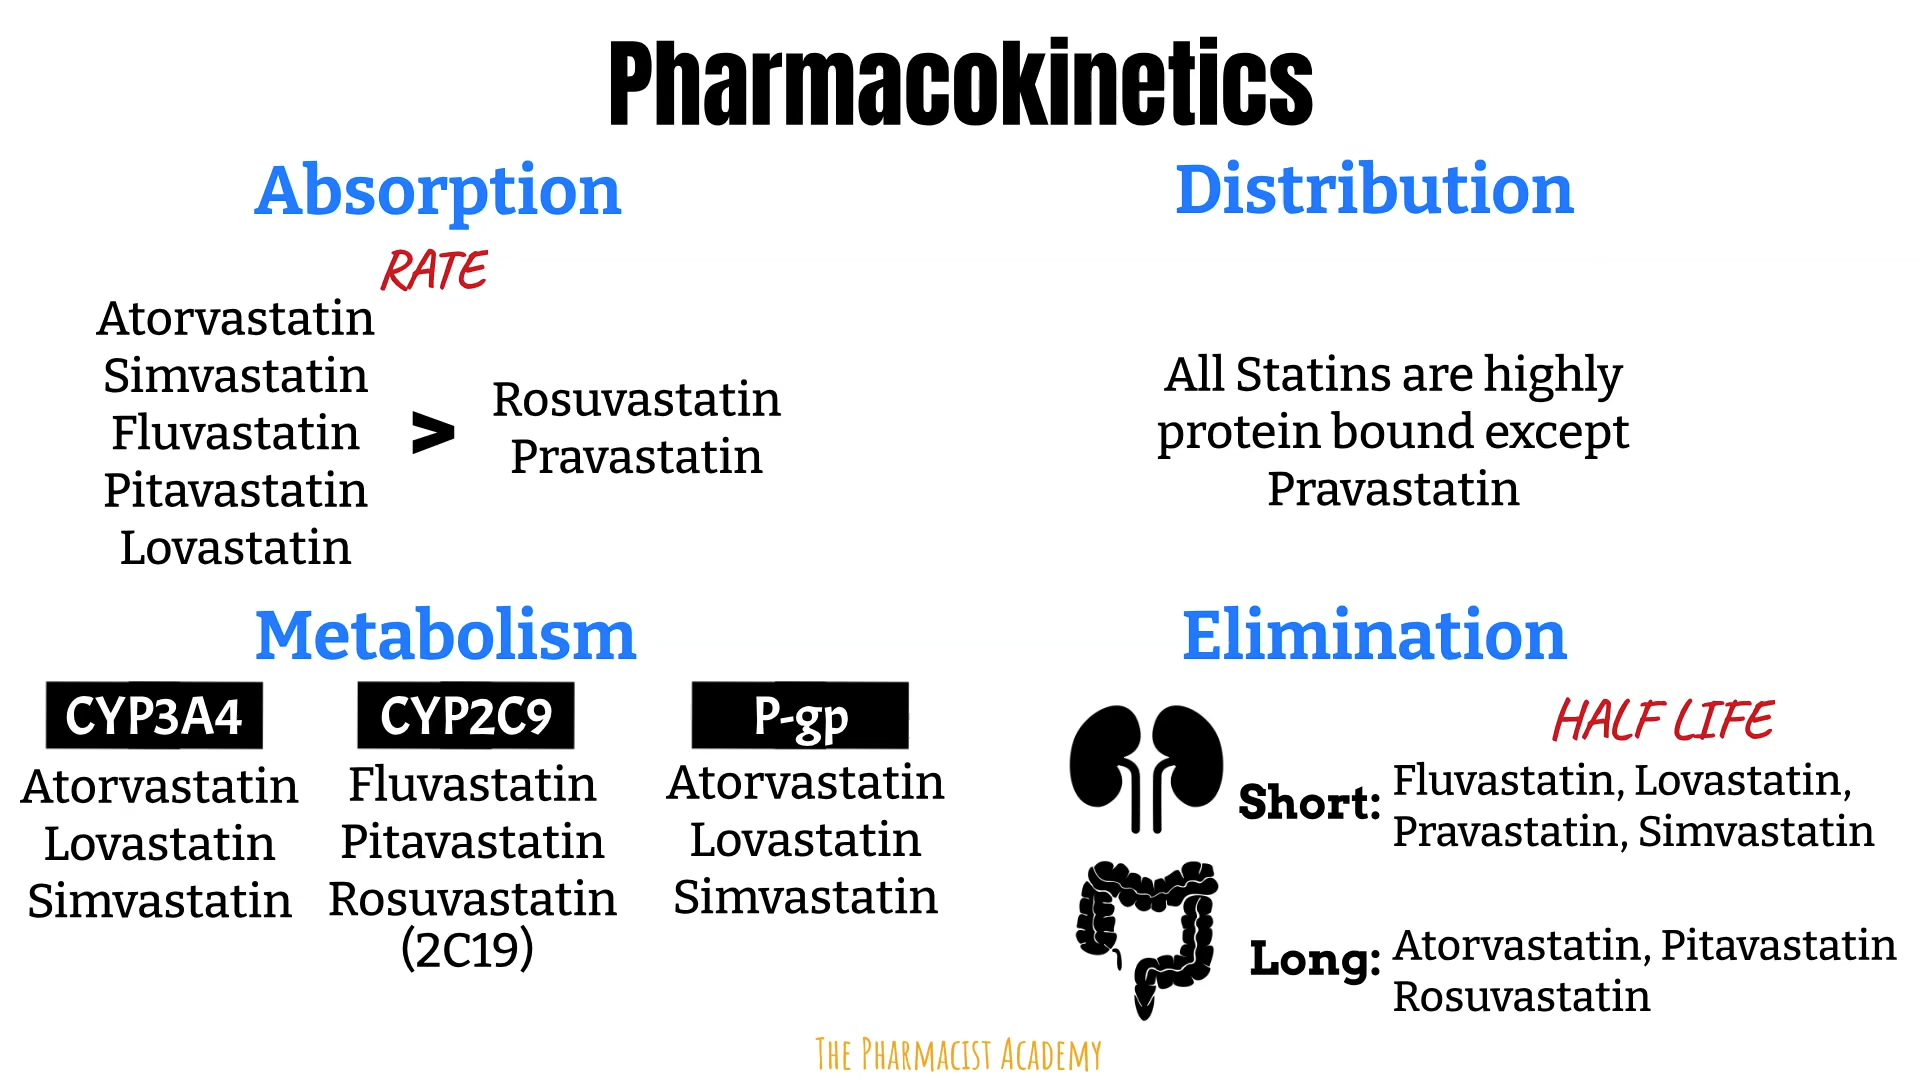 Pharmacokinetics
Absorption
RATE
Atorvastatin
Simvastatin
Fluvastatin
Pitavastatin
Lovastatin
>
Rosuvastatin
Pravastatin
Distribution
All Statins are highly
protein bound except
Pravastatin
Metabolism
CYP3A4
Atorvastatin
Lovastatin
Simvastatin
CYP2C9
Fluvastatin
Pitavastatin
Rosuvastatin
(2C19)
P-gp
Atorvastatin
Lovastatin
Simvastatin
Elimination
HALF LIFE
Short: Fluvastatin, Lovastatin,
Pravastatin, Simvastatin
Long: Atorvastatin, Pitavastatin
Rosuvastatin
The Pharmacist Academy